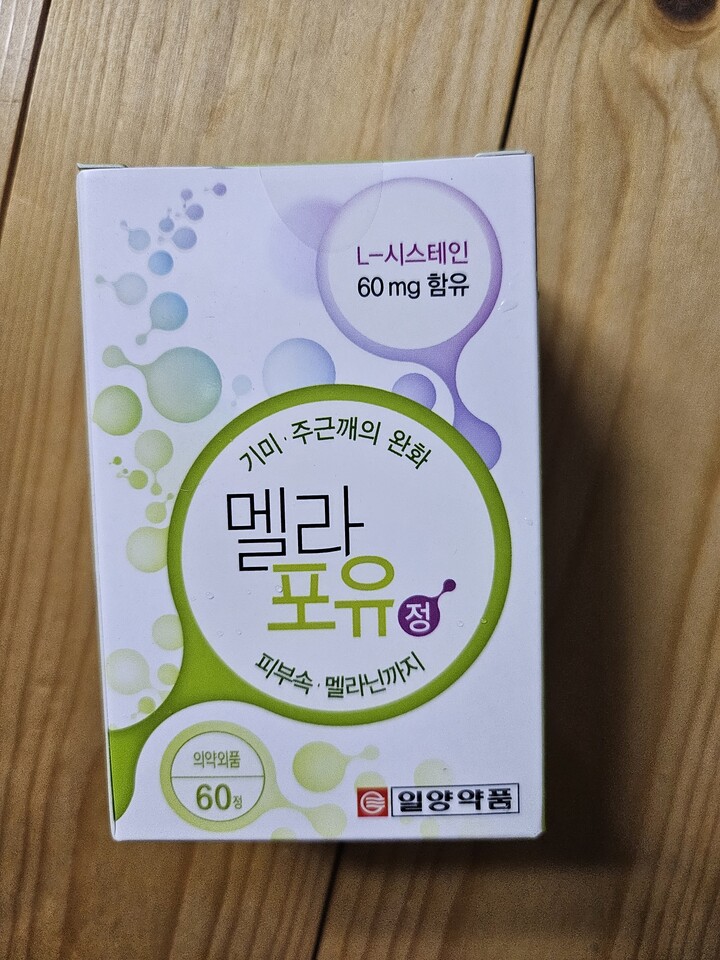 L-시스테인
60mg 함유
기미·주근깨의 완화
멜라
포유정
피부속·멜라닌까지
의약외품
60정
일양약품